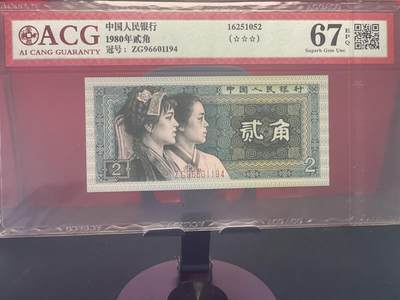 ACG
AI CANG GUARANTY
中国人民银行
1980年贰角
冠号：ZG96601194
16251052
(☆☆☆)
67 EPQ
Superb Gem Unc
中国人民银行
贰角
2
ZG96601194
2